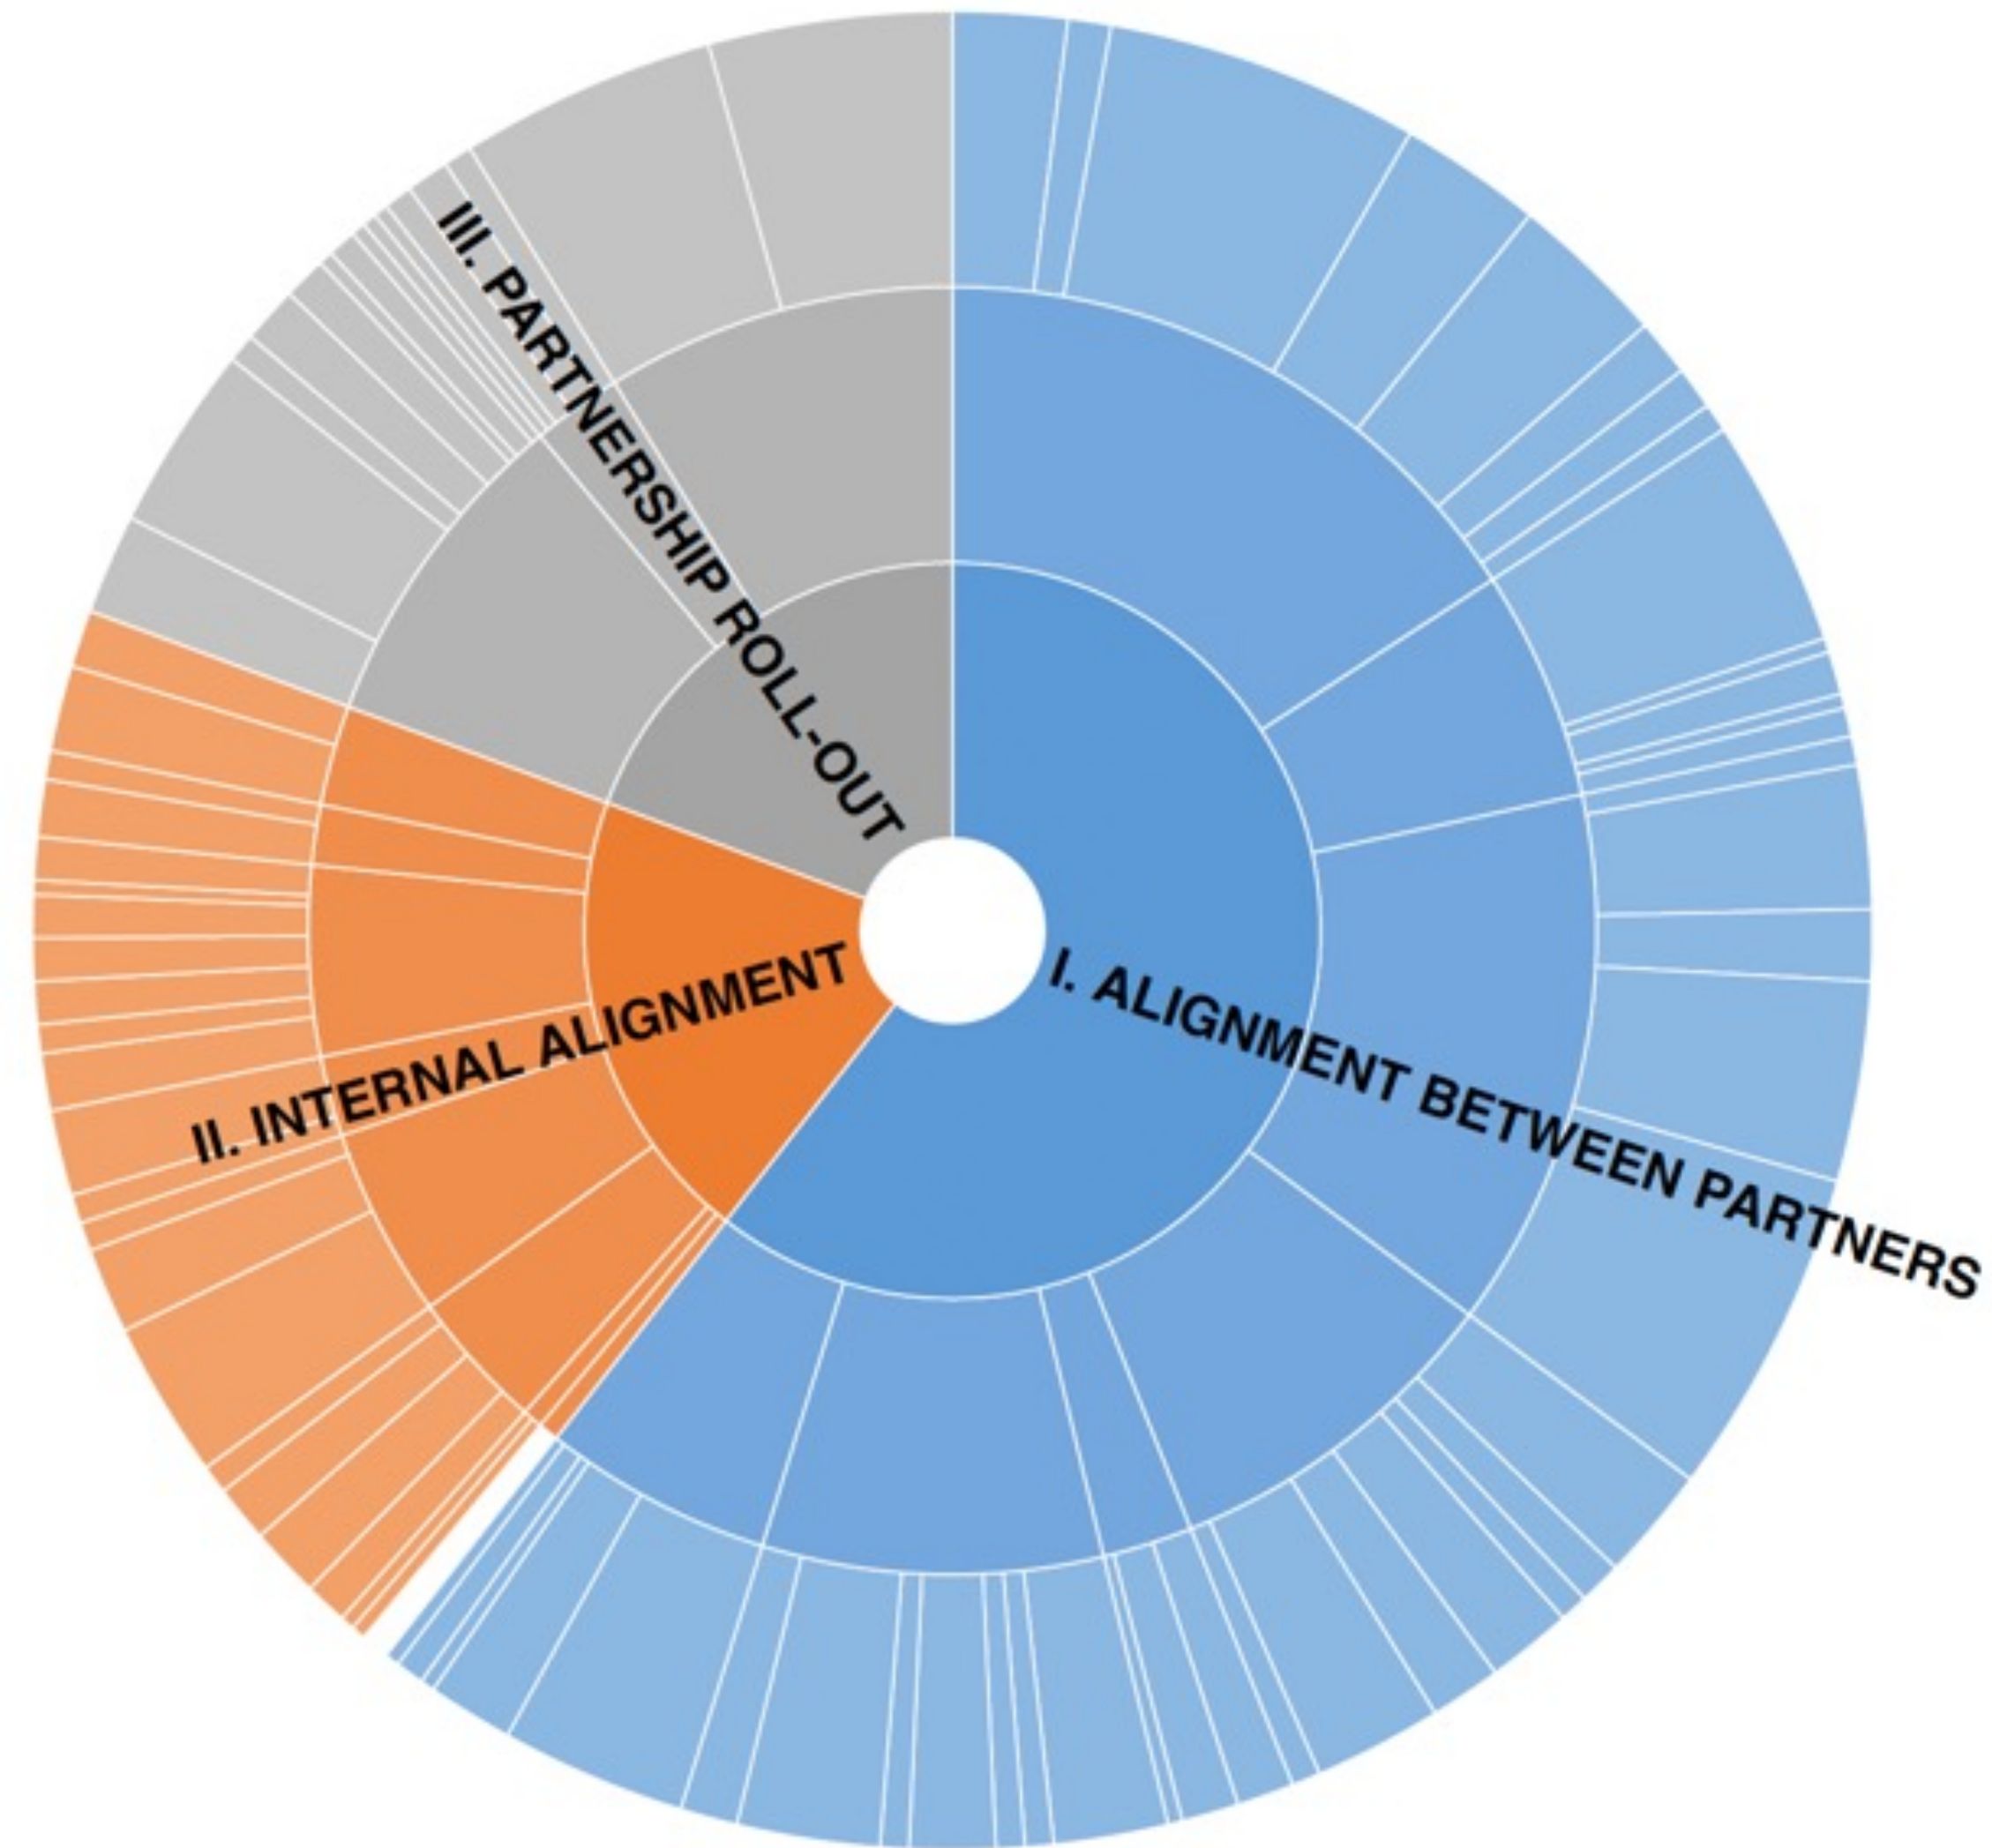 III. PARTNERSHIP ROLL-OUT
II. INTERNAL ALIGNMENT
I. ALIGNMENT BETWEEN PARTNERS